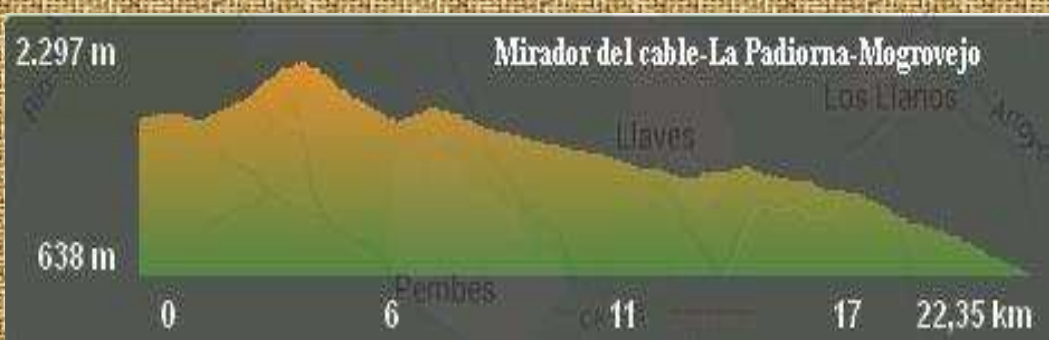 2.297 m
Mirador del cable-La Padiorna-Mogrovejo
Los Llanos
Llaves
638 m
Pembes
0 6 11 17 22,35 km